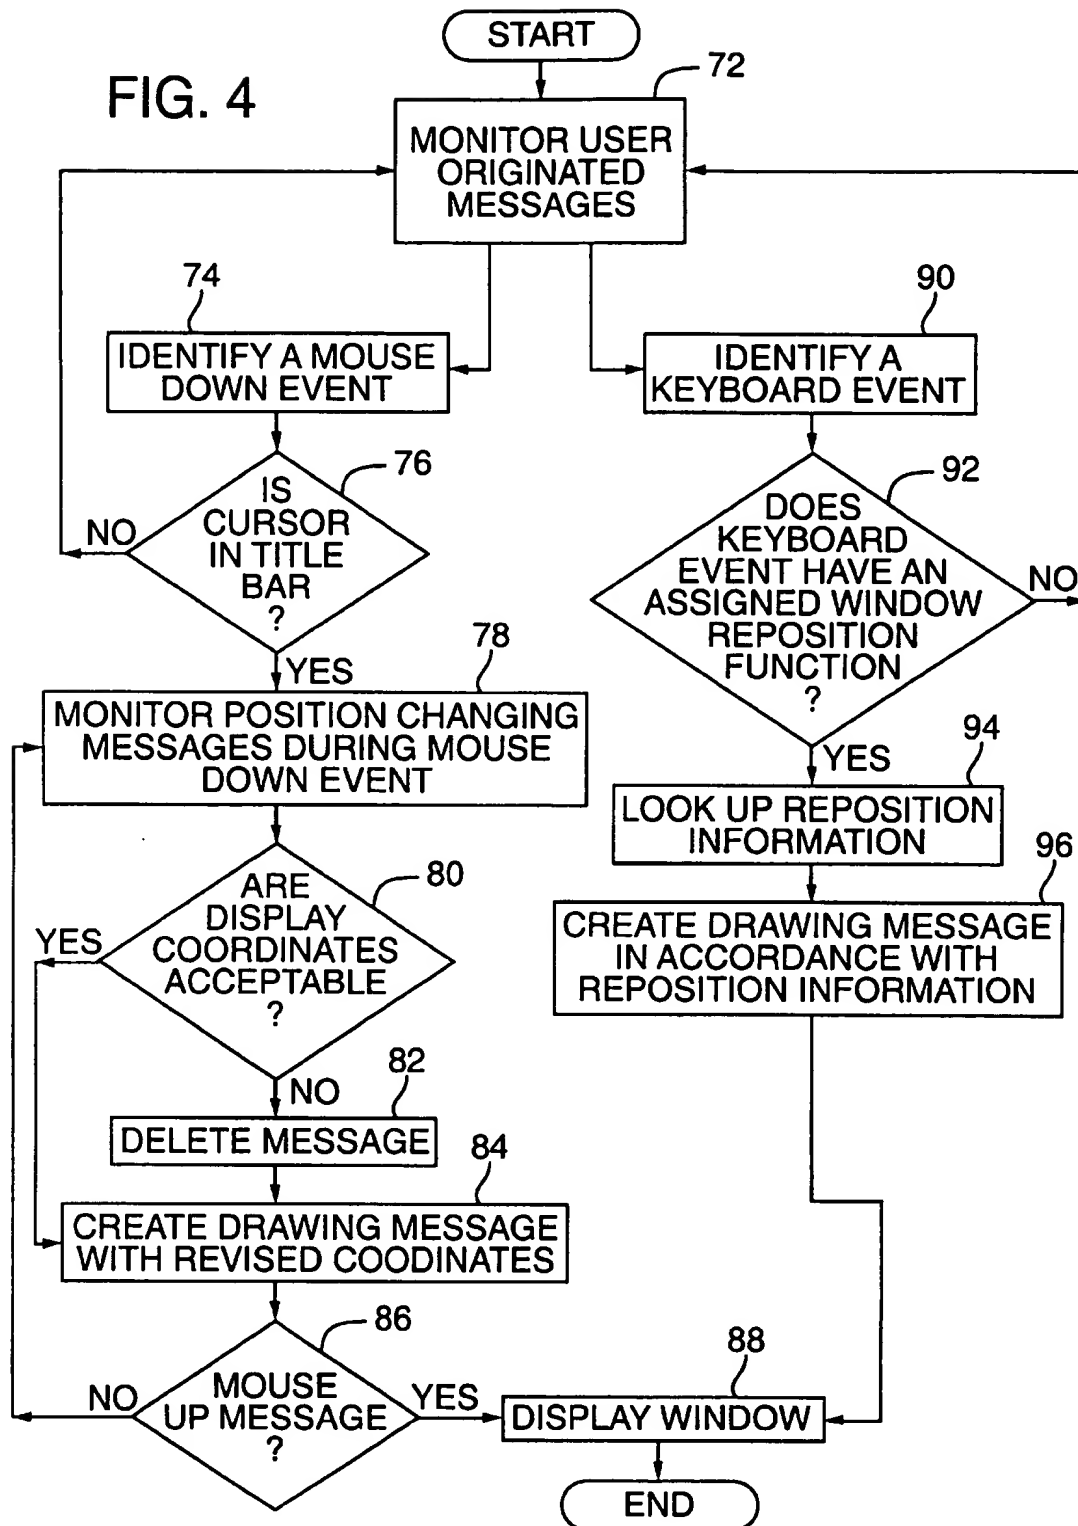 START
FIG. 4
72
MONITOR USER
ORIGINATED
MESSAGES
74
IDENTIFY A MOUSE
DOWN EVENT
90
IDENTIFY A
KEYBOARD EVENT
76
IS
CURSOR
IN TITLE
BAR
?
NO
YES
92
DOES
KEYBOARD
EVENT HAVE AN
ASSIGNED WINDOW
REPOSITION
FUNCTION
?
NO
YES
78
MONITOR POSITION CHANGING
MESSAGES DURING MOUSE
DOWN EVENT
94
LOOK UP REPOSITION
INFORMATION
80
ARE
DISPLAY
COORDINATES
ACCEPTABLE
?
YES
NO
96
CREATE DRAWING MESSAGE
IN ACCORDANCE WITH
REPOSITION INFORMATION
82
DELETE MESSAGE
84
CREATE DRAWING MESSAGE
WITH REVISED COODINATES
86
MOUSE
UP MESSAGE
?
NO
YES
88
DISPLAY WINDOW
END